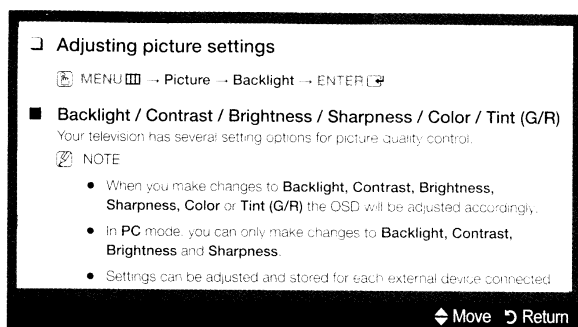 Adjusting picture settings
MENU → Picture → Backlight → ENTER
Backlight / Contrast / Brightness / Sharpness / Color / Tint (G/R)
Your television has several setting options for picture quality control.
NOTE
● When you make changes to Backlight, Contrast, Brightness,
Sharpness, Color or Tint (G/R) the OSD will be adjusted accordingly.
● In PC mode, you can only make changes to Backlight, Contrast,
Brightness and Sharpness.
● Settings can be adjusted and stored for each external device connected
Move Return